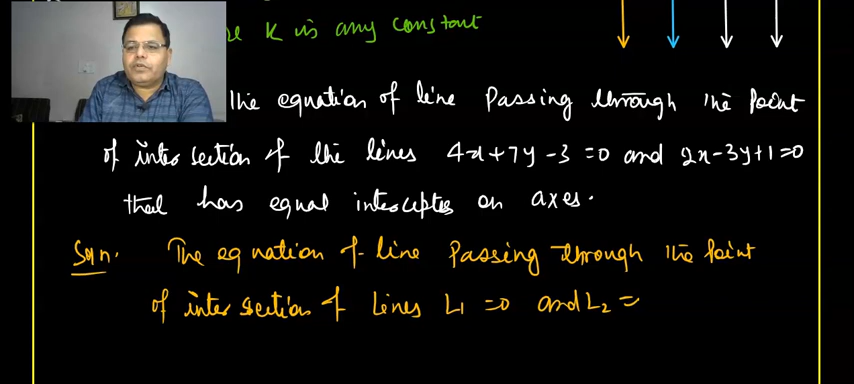 K is any constant
the equation of line Passing through the Point
of intersection of the lines 4x+7y-3=0 and 2x-3y+1=0
that has equal intercepts on axes.
Soln. The equation of line Passing through the Point
of intersection of Lines L₁ =0 and L₂ =